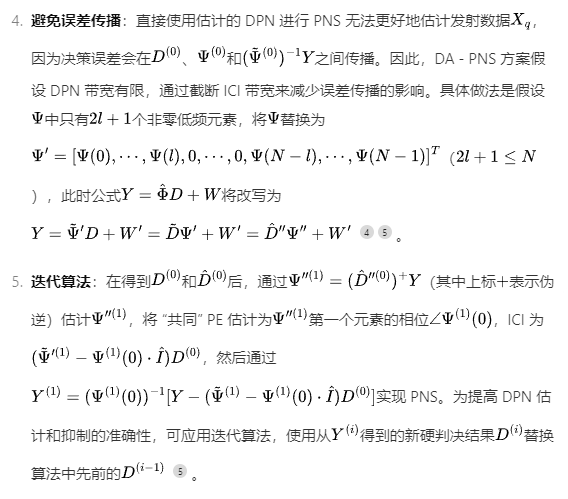 4. 避免误差传播：直接使用估计的 DPN 进行 PNS 无法更好地估计发射数据$X_q$，
因为决策误差会在$D^{(0)}$、$\Psi^{(0)}$和$(\tilde{\Psi}^{(0)})^{-1}Y$之间传播。因此，DA - PNS 方案假
设 DPN 带宽有限，通过截断 ICI 带宽来减少误差传播的影响。具体做法是假设
$\Psi$中只有$2l+1$个非零低频元素，将$\Psi$替换为
$\Psi' = [\Psi(0), \cdots, \Psi(l), 0, \cdots, 0, \Psi(N-l), \cdots, \Psi(N-1)]^T$（$2l+1 \leq N$
），此时公式$Y = \hat{\Phi}D + W$将改写为
$Y = \tilde{\Psi}'D + W' = \tilde{D}\Psi' + W' = \hat{D}''\Psi'' + W'$ 4 5 。
5. 迭代算法：在得到$D^{(0)}$和$\hat{D}^{(0)}$后，通过$\Psi''^{(1)} = (\hat{D}''^{(0)})^{+}Y$（其中上标+表示伪
逆）估计$\Psi''^{(1)}$，将 “共同” PE 估计为$\Psi''^{(1)}$第一个元素的相位$\angle\Psi^{(1)}(0)$，ICI 为
$(\tilde{\Psi}'^{(1)} - \Psi^{(1)}(0) \cdot \hat{I})D^{(0)}$，然后通过
$Y^{(1)} = (\Psi^{(1)}(0))^{-1}[Y - (\tilde{\Psi}^{(1)} - \Psi^{(1)}(0) \cdot \hat{I})D^{(0)}]$实现 PNS。为提高 DPN 估
计和抑制的准确性，可应用迭代算法，使用从$Y^{(i)}$得到的新硬判决结果$D^{(i)}$替换
算法中先前的$D^{(i-1)}$ 5 。